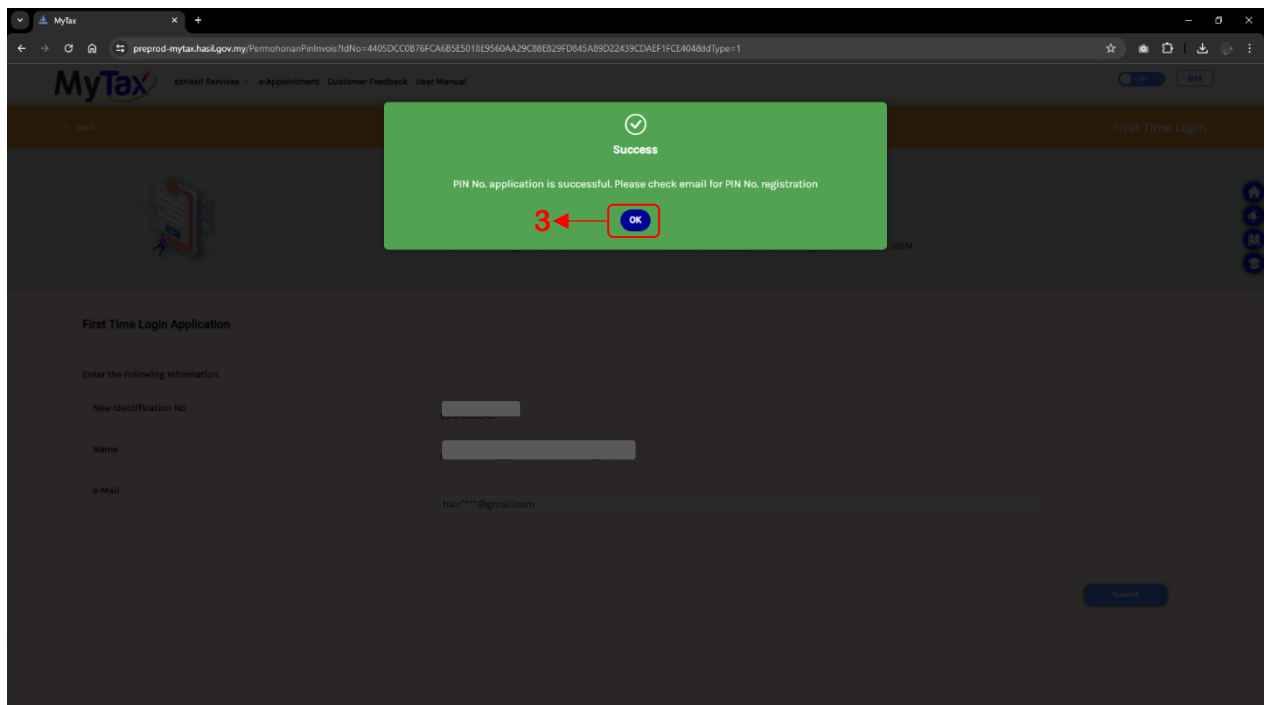 MyTax
preprod-mytax.hasil.gov.my/PermohonanPinInvois?IdNo=4405DCC0B76FCA6B5E5018E9560AA29C88E829FD845A89D22439CDAEF1FCE404&IdType=1
MyTax ezHasil Services e-Appointment Customer Feedback User Manual BM
Back First Time Login
Success
PIN No. application is successful. Please check email for PIN No. registration
3 OK
First Time Login Application
Enter the Following Information.
New Identification No.
Name
e-Mail
hair****@gmail.com
Submit